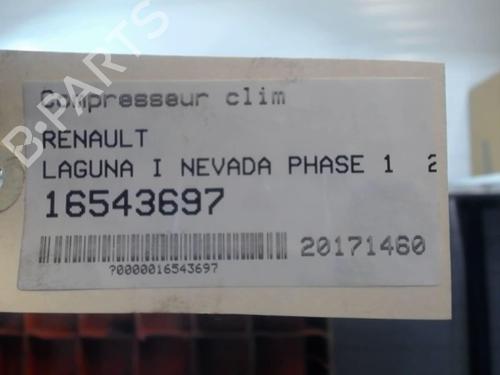 Compresseur clim
RENAULT
LAGUNA I NEVADA PHASE 1 2
16543697
20171460
?0000016543697
B-PARTS